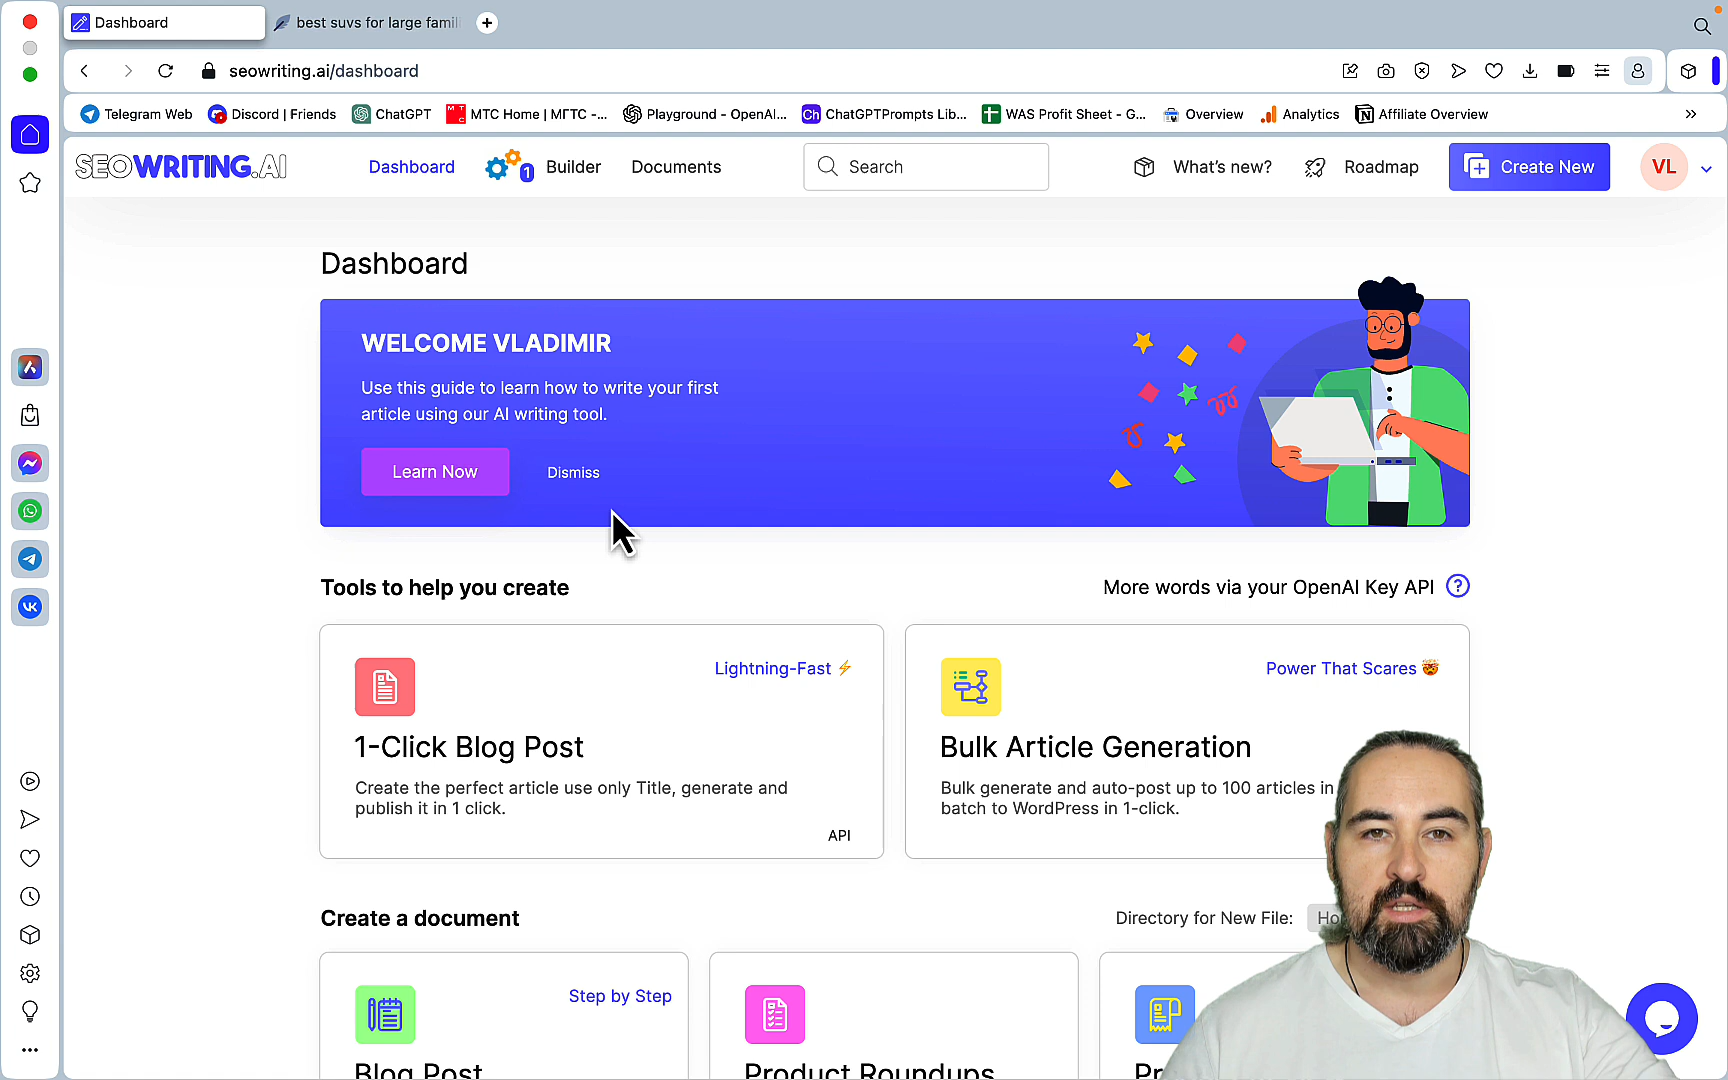 Dashboard
best suvs for large famil
seowriting.ai/dashboard
Telegram Web
Discord | Friends
ChatGPT
МТС Home | МГТС -...
Playground - OpenAI...
Ch
ChatGPTPrompts Lib...
WAS Profit Sheet - G...
Overview
Analytics
Affiliate Overview
SEOWRITING.AI
Dashboard
1
Builder
Documents
Search
What's new?
Roadmap
Create New
VL
Dashboard
WELCOME VLADIMIR
Use this guide to learn how to write your first
article using our AI writing tool.
Learn Now
Dismiss
Tools to help you create
More words via your OpenAI Key API ?
Lightning-Fast
1-Click Blog Post
Create the perfect article use only Title, generate and
publish it in 1 click.
API
Power That Scares
Bulk Article Generation
Bulk generate and auto-post up to 100 articles in
batch to WordPress in 1-click.
Create a document
Directory for New File:
Step by Step
Blog Post
Product Roundups